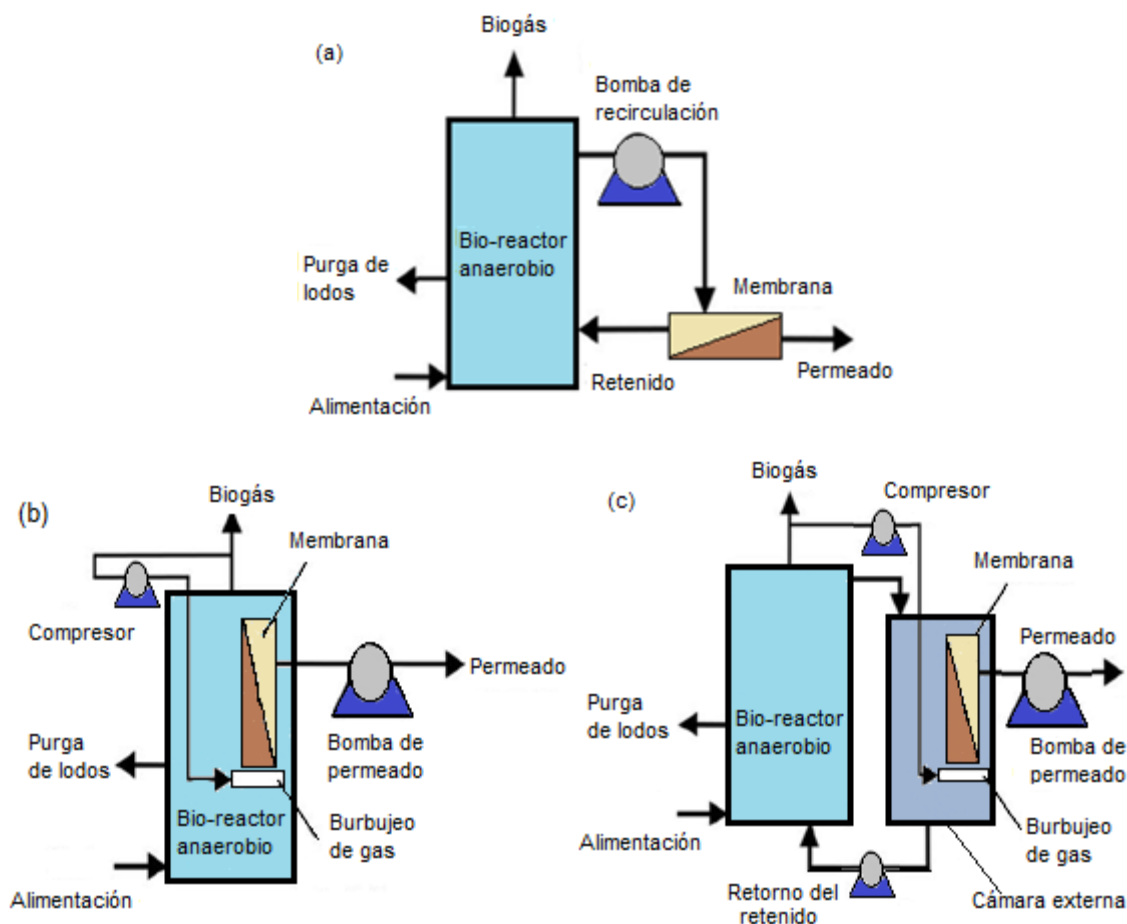 (a)
Biogás
Bomba de
recirculación
Bio-reactor
anaerobio
Purga de
lodos
Membrana
Alimentación
Retenido
Permeado
(b)
Biogás
Membrana
Compresor
Permeado
Purga
de lodos
Bomba de
permeado
Bio-reactor
anaerobio
Burbujeo
de gas
Alimentación
(c)
Biogás
Compresor
Membrana
Permeado
Purga
de lodos
Bio-reactor
anaerobio
Bomba de
permeado
Alimentación
Burbujeo
de gas
Retorno del
retenido
Cámara externa